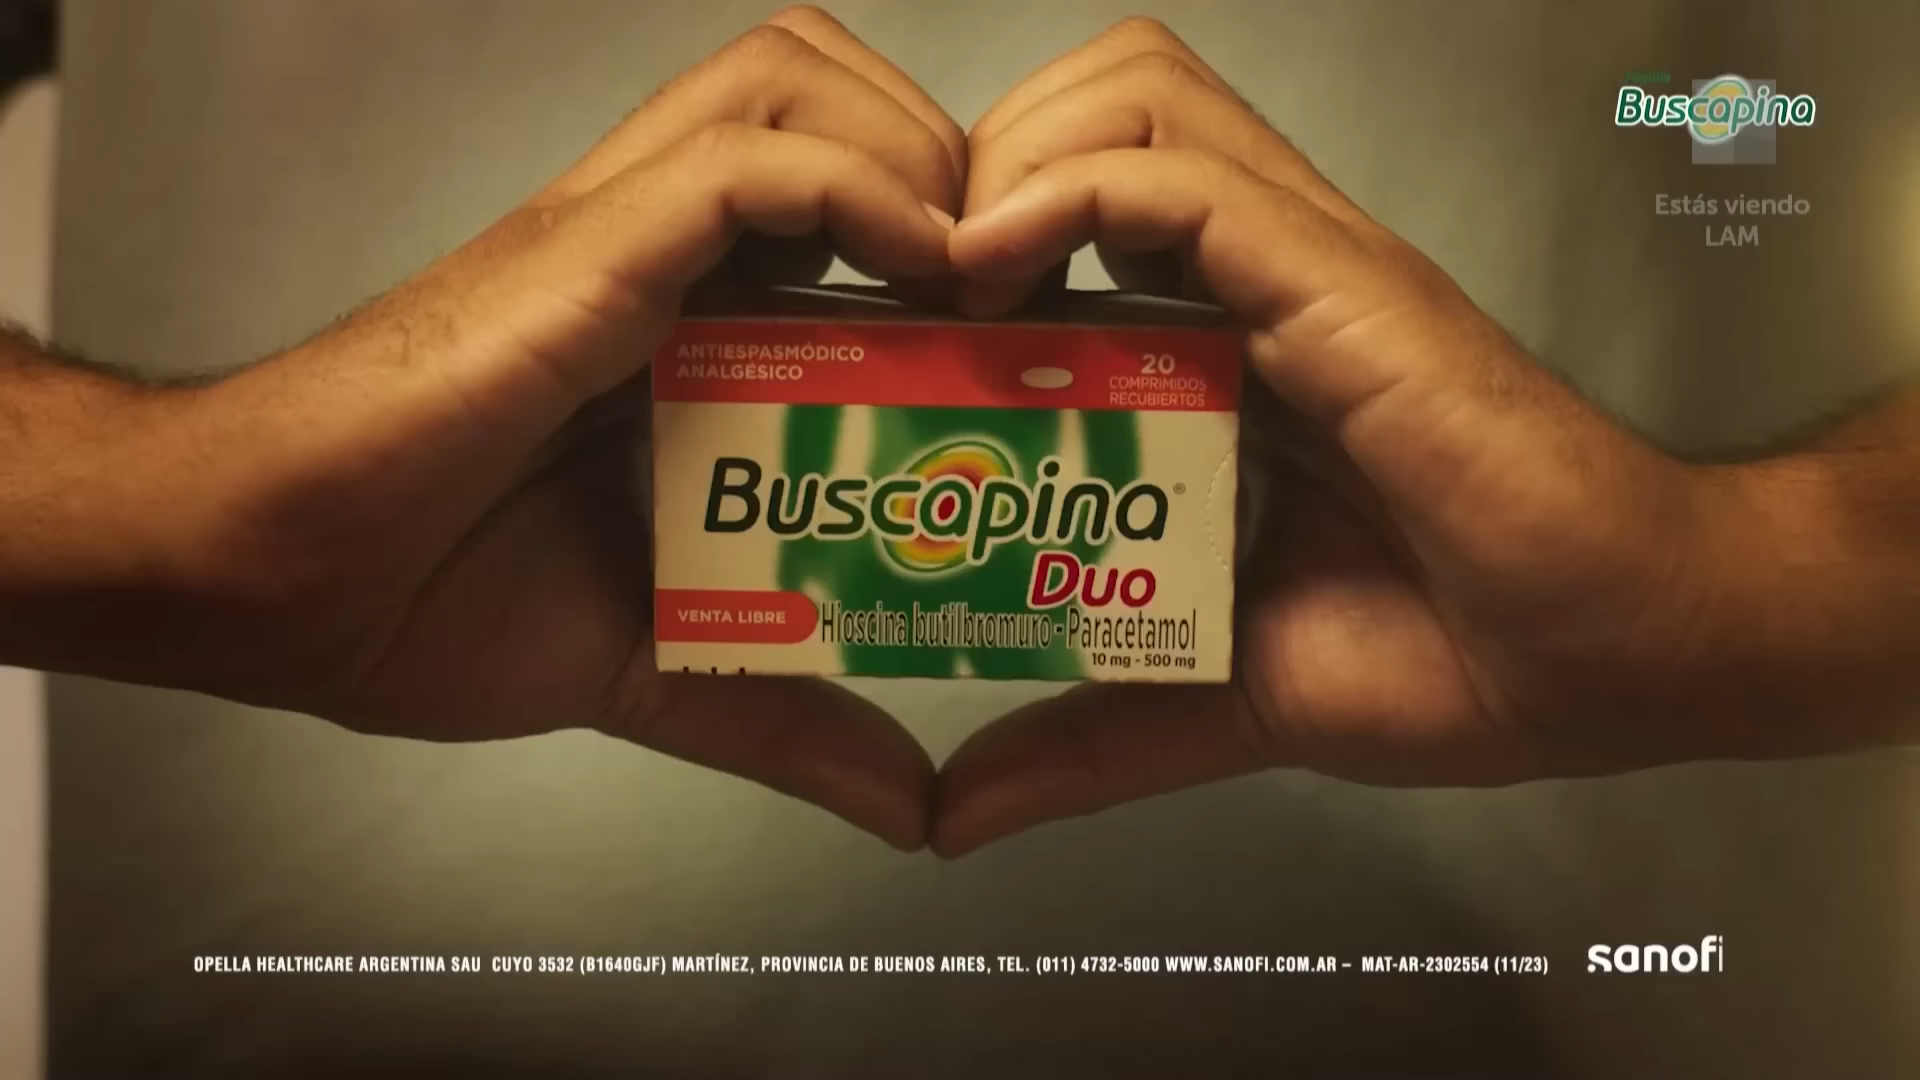 Familia
Buscapina
Estás viendo
LAM
ANTIESPASMÓDICO
ANALGÉSICO
20
COMPRIMIDOS
RECUBIERTOS
Buscapina®
Duo
VENTA LIBRE
Hioscina butilbromuro-Paracetamol
10 mg - 500 mg
OPELLA HEALTHCARE ARGENTINA SAU CUYO 3532 (B1640GJF) MARTÍNEZ, PROVINCIA DE BUENOS AIRES, TEL. (011) 4732-5000 WWW.SANOFI.COM.AR – MAT-AR-2302554 (11/23)
sanofi